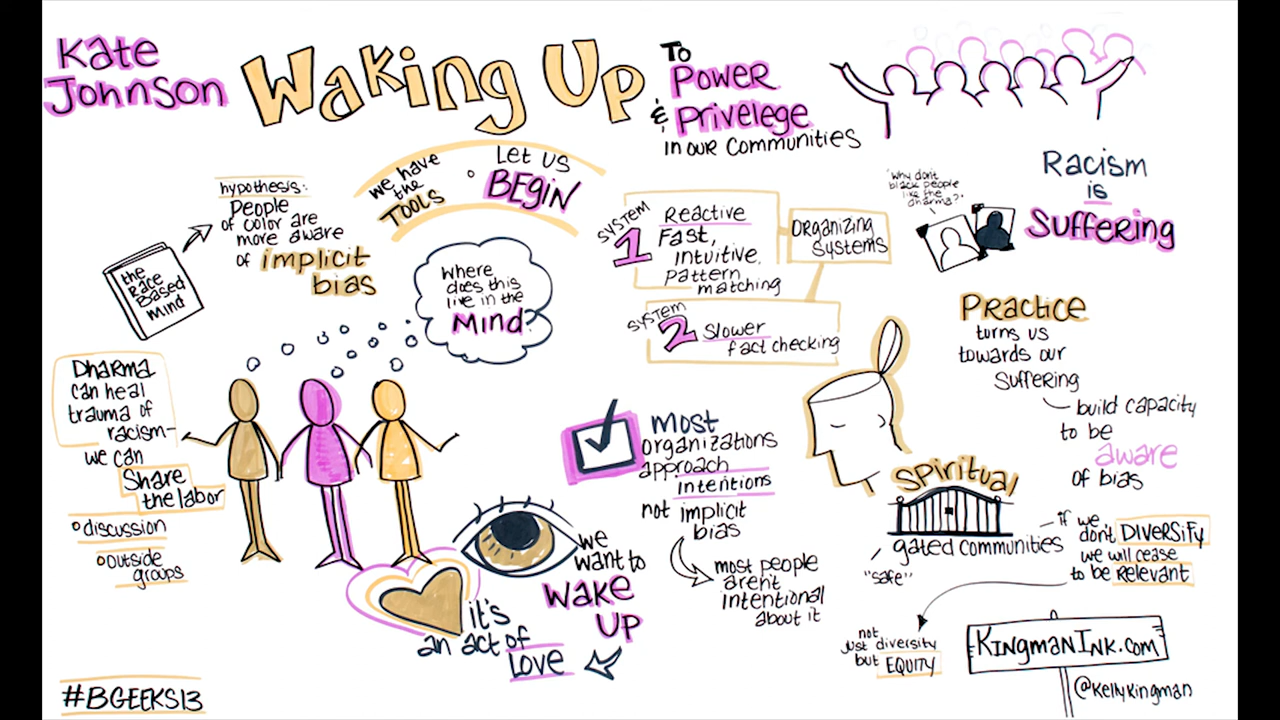 Kate
Johnson
Waking Up
To
Power
& Privelege
in our Communities
hypothesis:
People
of color are
more aware
of implicit
bias
the
Race
Based
Mind
we have
the
Tools
Let us
Begin
Where
does this
live in the
Mind?
System
1
Reactive
Fast,
intuitive,
pattern
matching
Organizing
Systems
System
2
Slower
fact checking
"Why don't
black people
like the
dharma?"
Racism
is
Suffering
Practice
turns us
towards our
suffering
build capacity
to be
aware
of bias
Dharma
can heal
trauma of
racism-
we can
Share
the labor
discussion
outside
groups
most
organizations
approach
intentions
not implicit
bias
most people
arent
intentional
about it
we
want to
Wake
Up
it's
an act of
Love
Spiritual
gated communities
"safe"
if we
dont Diversify
we will cease
to be relevant
not
just diversity
but Equity
KingmanInk.com
@KellyKingman
#BGEEKS13